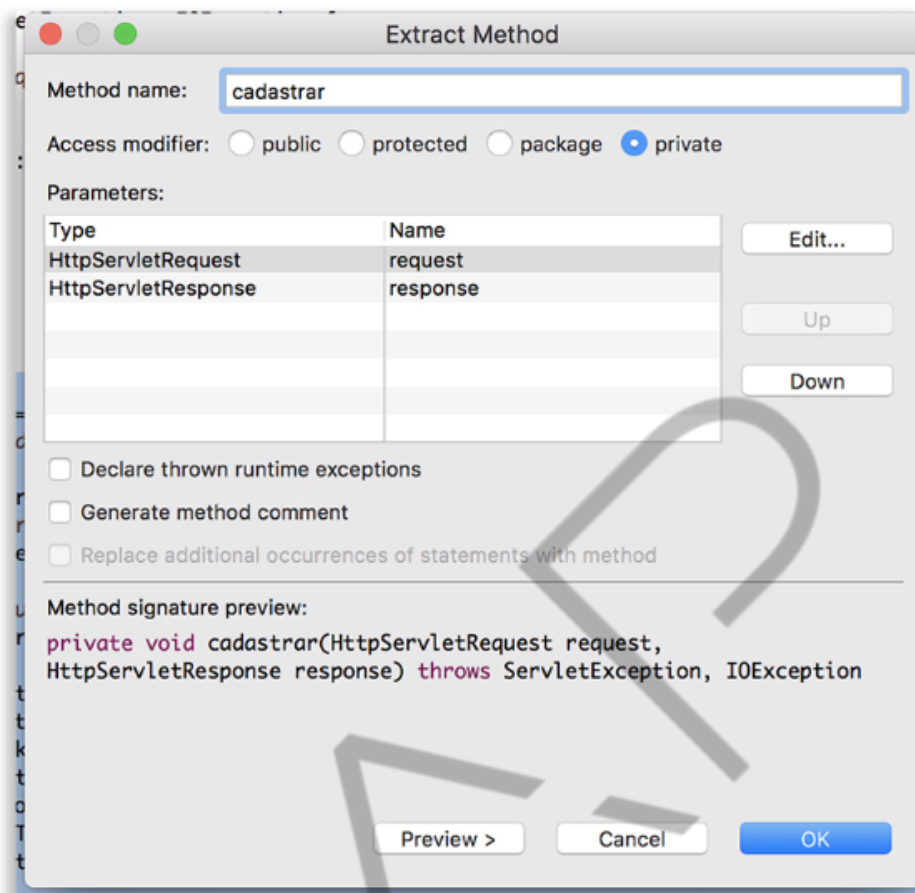 Extract Method
Method name: cadastrar
Access modifier: public protected package private
Parameters:
Type Name
HttpServletRequest request
HttpServletResponse response
Edit...
Up
Down
Declare thrown runtime exceptions
Generate method comment
Replace additional occurrences of statements with method
Method signature preview:
private void cadastrar(HttpServletRequest request,
HttpServletResponse response) throws ServletException, IOException
Preview >
Cancel
OK